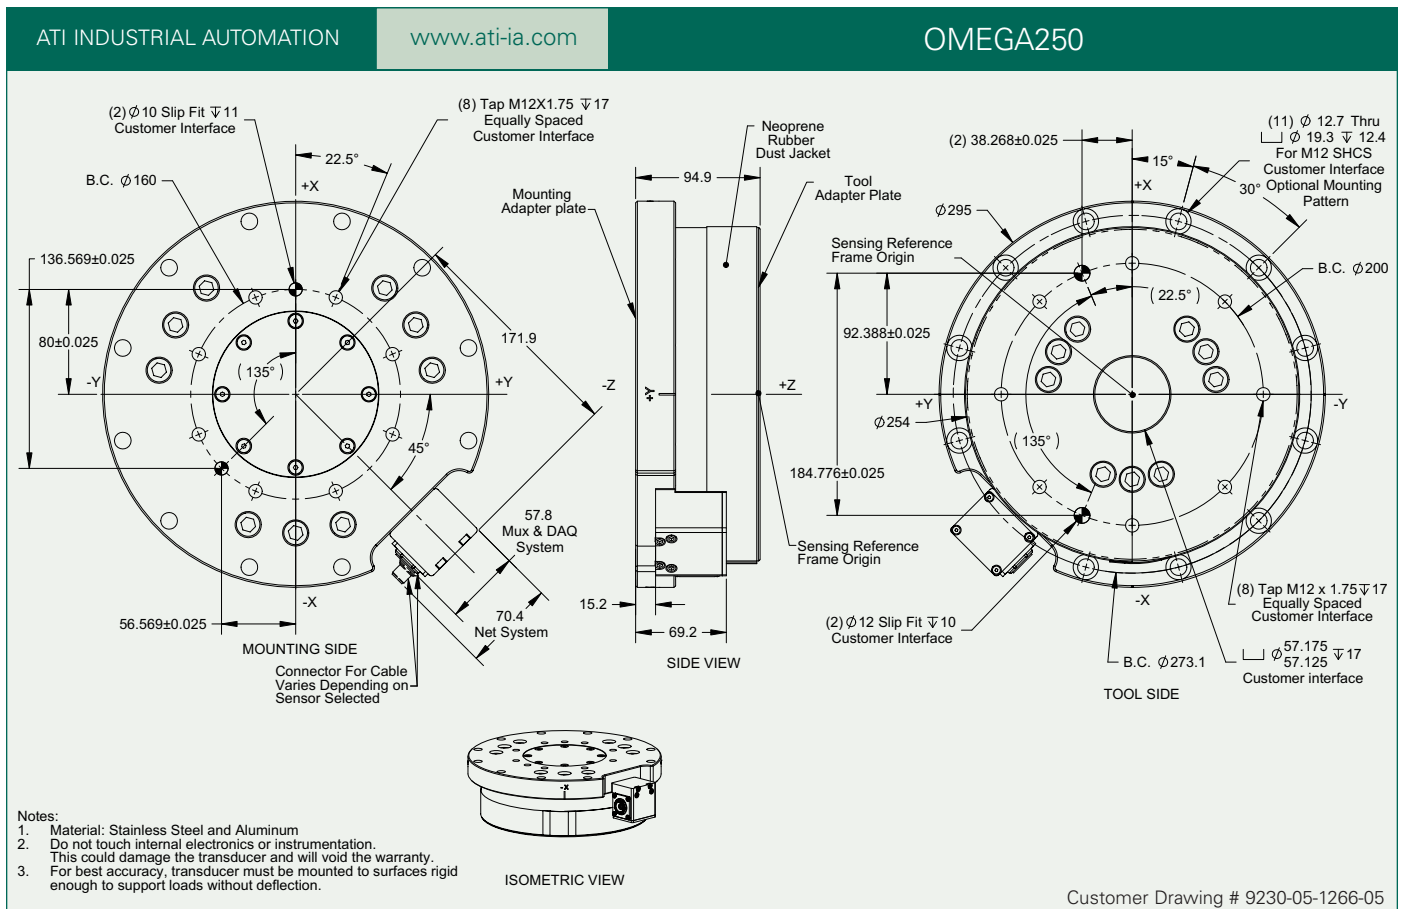 ATI INDUSTRIAL AUTOMATION
www.ati-ia.com
OMEGA250
(2) ⌀10 Slip Fit ↧11
Customer Interface
(8) Tap M12X1.75 ↧17
Equally Spaced
Customer Interface
22.5°
+X
B.C. ⌀160
136.569±0.025
80±0.025
(135°)
-Y
+Y
171.9
45°
57.8
Mux & DAQ
System
70.4
Net System
-X
56.569±0.025
MOUNTING SIDE
Connector For Cable
Varies Depending on
Sensor Selected
Neoprene
Rubber
Dust Jacket
94.9
Mounting
Adapter plate
Tool
Adapter Plate
-Z
+Y
+Z
Sensing Reference
Frame Origin
15.2
69.2
SIDE VIEW
(2) 38.268±0.025
15°
(11) ⌀ 12.7 Thru
⌴ ⌀ 19.3 ↧ 12.4
For M12 SHCS
Customer Interface
Optional Mounting
Pattern
30°
+X
⌀295
Sensing Reference
Frame Origin
B.C. ⌀200
(22.5°)
92.388±0.025
+Y
-Y
⌀254
(135°)
184.776±0.025
-X
(2) ⌀12 Slip Fit ↧10
Customer Interface
(8) Tap M12 x 1.75↧17
Equally Spaced
Customer Interface
B.C. ⌀273.1
⌴ ⌀57.175
57.125 ↧17
Customer interface
TOOL SIDE
-X
ISOMETRIC VIEW
Notes:
1. Material: Stainless Steel and Aluminum
2. Do not touch internal electronics or instrumentation.
This could damage the transducer and will void the warranty.
3. For best accuracy, transducer must be mounted to surfaces rigid
enough to support loads without deflection.
Customer Drawing # 9230-05-1266-05